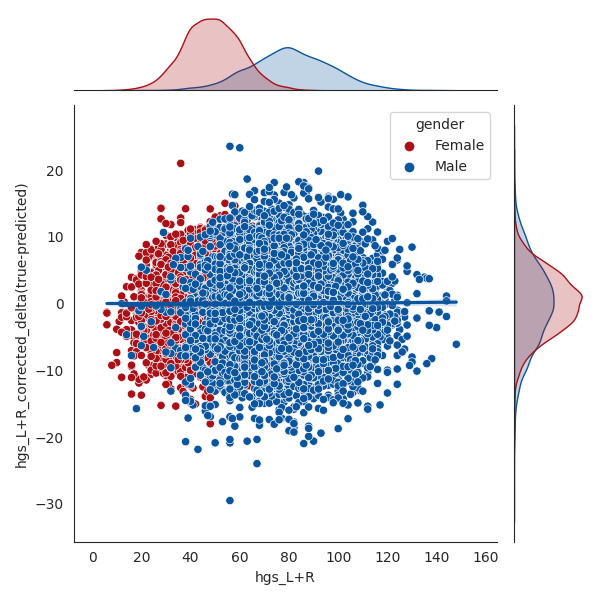 gender
Female
Male
20
10
0
−10
−20
−30
hgs_L+R_corrected_delta(true-predicted)
0 20 40 60 80 100 120 140 160
hgs_L+R